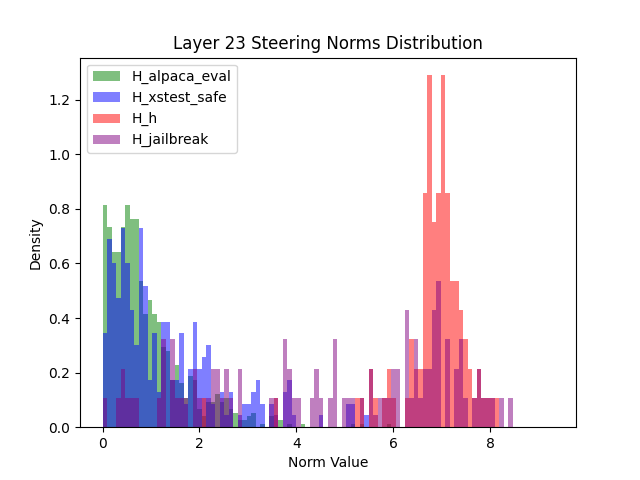 Layer 23 Steering Norms Distribution
H_alpaca_eval
H_xstest_safe
H_h
H_jailbreak
1.2
1.0
0.8
0.6
0.4
0.2
0.0
Density
0 2 4 6 8
Norm Value